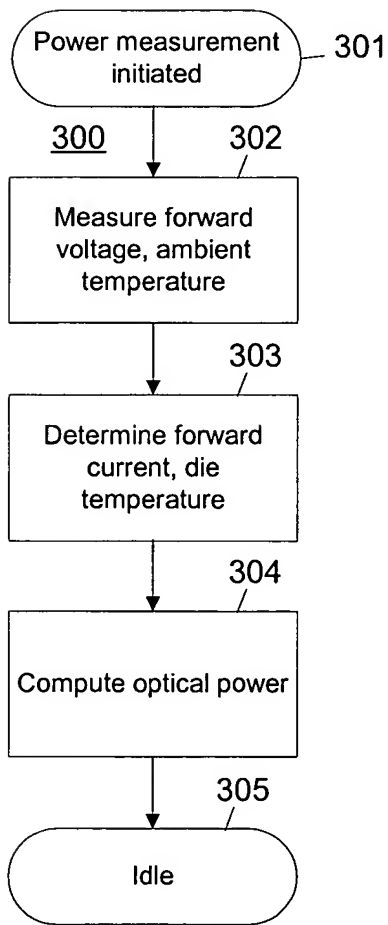 Power measurement
initiated
301
300
302
Measure forward
voltage, ambient
temperature
303
Determine forward
current, die
temperature
304
Compute optical power
305
Idle